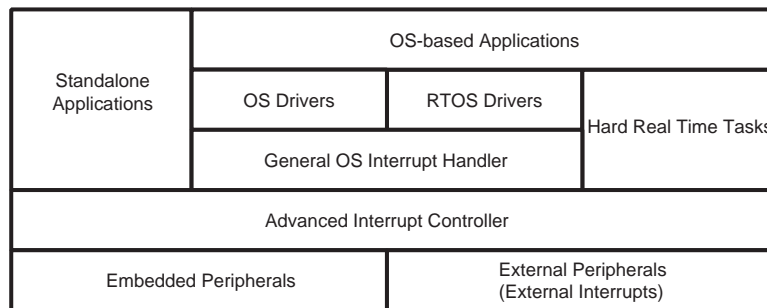 OS-based Applications
Standalone
Applications
OS Drivers
RTOS Drivers
Hard Real Time Tasks
General OS Interrupt Handler
Advanced Interrupt Controller
Embedded Peripherals
External Peripherals
(External Interrupts)